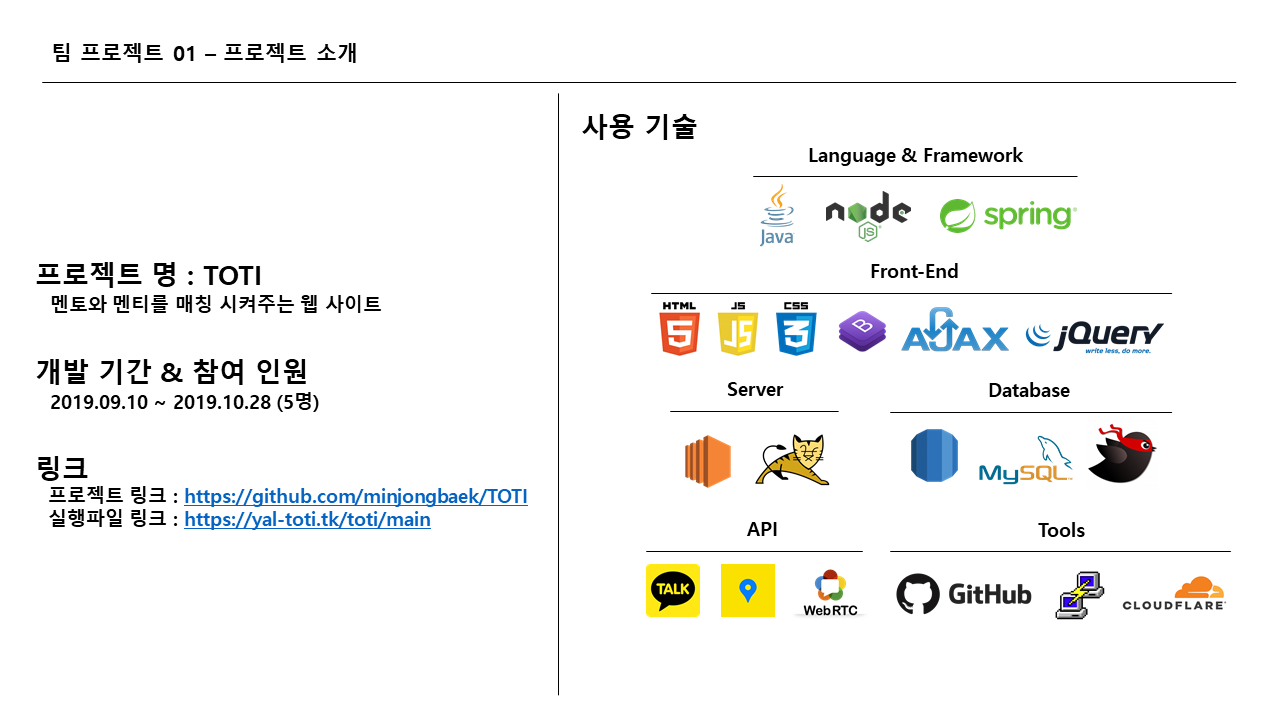 팀 프로젝트 01 – 프로젝트 소개
프로젝트 명 : TOTI
멘토와 멘티를 매칭 시켜주는 웹 사이트
개발 기간 & 참여 인원
2019.09.10 ~ 2019.10.28 (5명)
링크
프로젝트 링크 : https://github.com/minjongbaek/TOTI
실행파일 링크 : https://yal-toti.tk/toti/main
사용 기술
Language & Framework
Java node JS spring
Front-End
HTML 5 JS JS CSS 3 B AJAX jQuery
write less, do more.
Server
Database
MySQL
API
Tools
TALK Web RTC
GitHub CLOUDFLARE